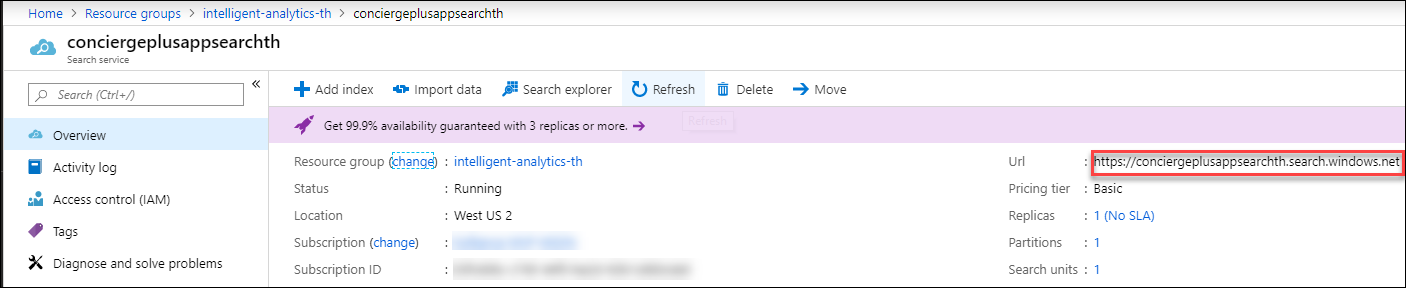 Home > Resource groups > intelligent-analytics-th > conciergeplusappsearchth
conciergeplusappsearchth
Search service
Search (Ctrl+/)
«
Overview
Activity log
Access control (IAM)
Tags
Diagnose and solve problems
Add index Import data Search explorer Refresh Delete Move
Get 99.9% availability guaranteed with 3 replicas or more. →
Refresh
Resource group (change) : intelligent-analytics-th
Status : Running
Location : West US 2
Subscription (change) :
Subscription ID :
Url : https://conciergeplusappsearchth.search.windows.net
Pricing tier : Basic
Replicas : 1 (No SLA)
Partitions : 1
Search units : 1